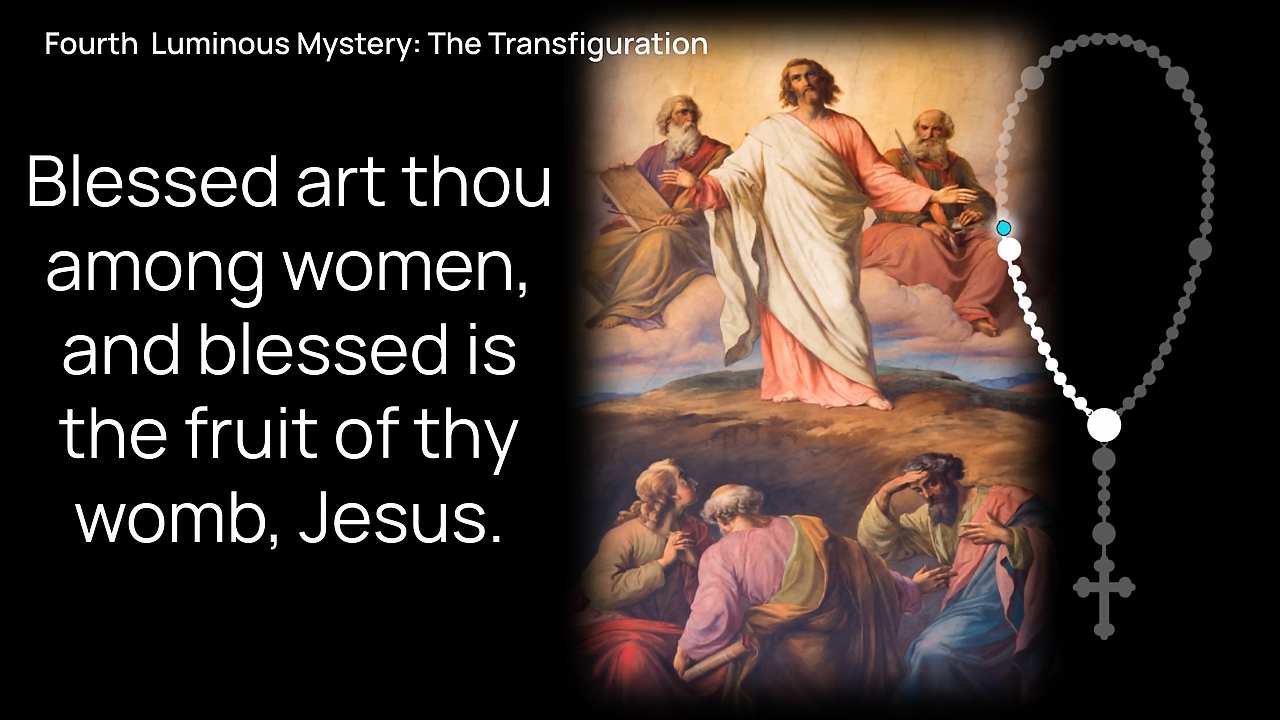 Fourth  Luminous Mystery: The Transfiguration
Blessed art thou
among women,
and blessed is
the fruit of thy
womb, Jesus.